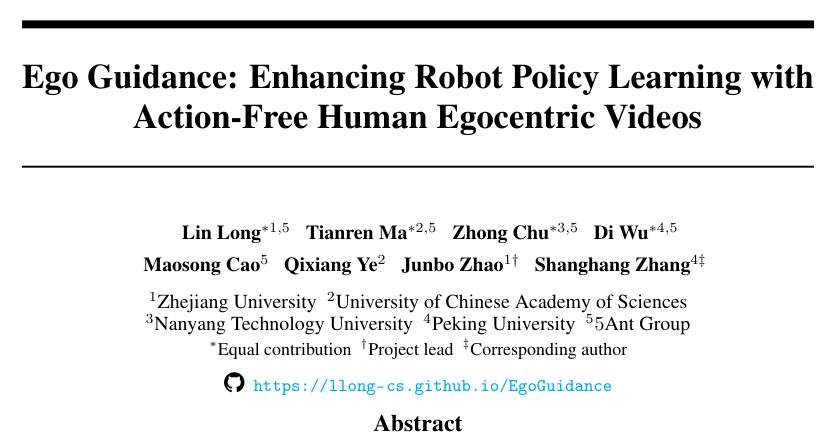 Ego Guidance: Enhancing Robot Policy Learning with
Action-Free Human Egocentric Videos
Lin Long*1,5 Tianren Ma*2,5 Zhong Chu*3,5 Di Wu*4,5
Maosong Cao5 Qixiang Ye2 Junbo Zhao1† Shanghang Zhang4‡
1Zhejiang University 2University of Chinese Academy of Sciences
3Nanyang Technology University 4Peking University 55Ant Group
*Equal contribution †Project lead ‡Corresponding author
https://llong-cs.github.io/EgoGuidance
Abstract